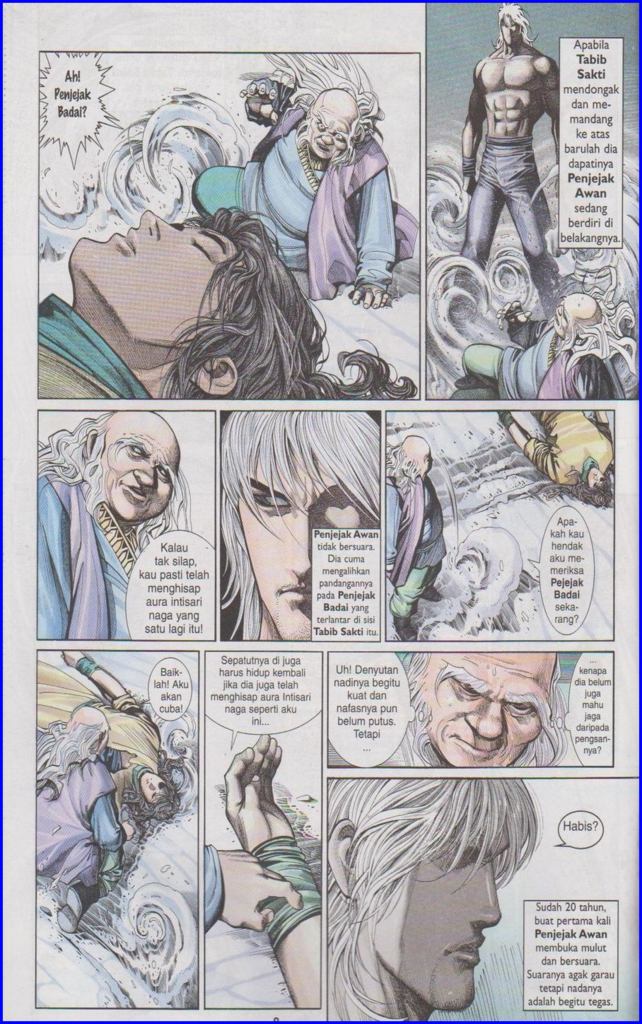 Ah!
Penjejak
Badai?
Apabila
Tabib
Sakti
mendongak
dan me-
mandang
ke atas
barulah dia
dapatinya
Penjejak
Awan
sedang
berdiri di
belakangnya.
Kalau
tak silap,
kau pasti telah
menghisap
aura intisari
naga yang
satu lagi itu!
Penjejak Awan
tidak bersuara.
Dia cuma
mengalihkan
pandangannya
pada Penjejak
Badai yang
terlantar di sisi
Tabib Sakti itu.
Apa-
kah kau
hendak
aku me-
meriksa
Pejejak
Badai
seka-
rang?
Baik-
lah! Aku
akan
cuba!
Sepatutnya di juga
harus hidup kembali
jika dia juga telah
menghisap aura Intisari
naga seperti aku
ini...
Uh! Denyutan
nadinya begitu
kuat dan
nafasnya pun
belum putus.
Tetapi
...
...
kenapa
dia belum
juga
mahu
jaga
daripada
pengsan-
nya?
Habis?
Sudah 20 tahun,
buat pertama kali
Penjejak Awan
membuka mulut
dan bersuara.
Suaranya agak garau
tetapi nadanya
adalah begitu tegas.